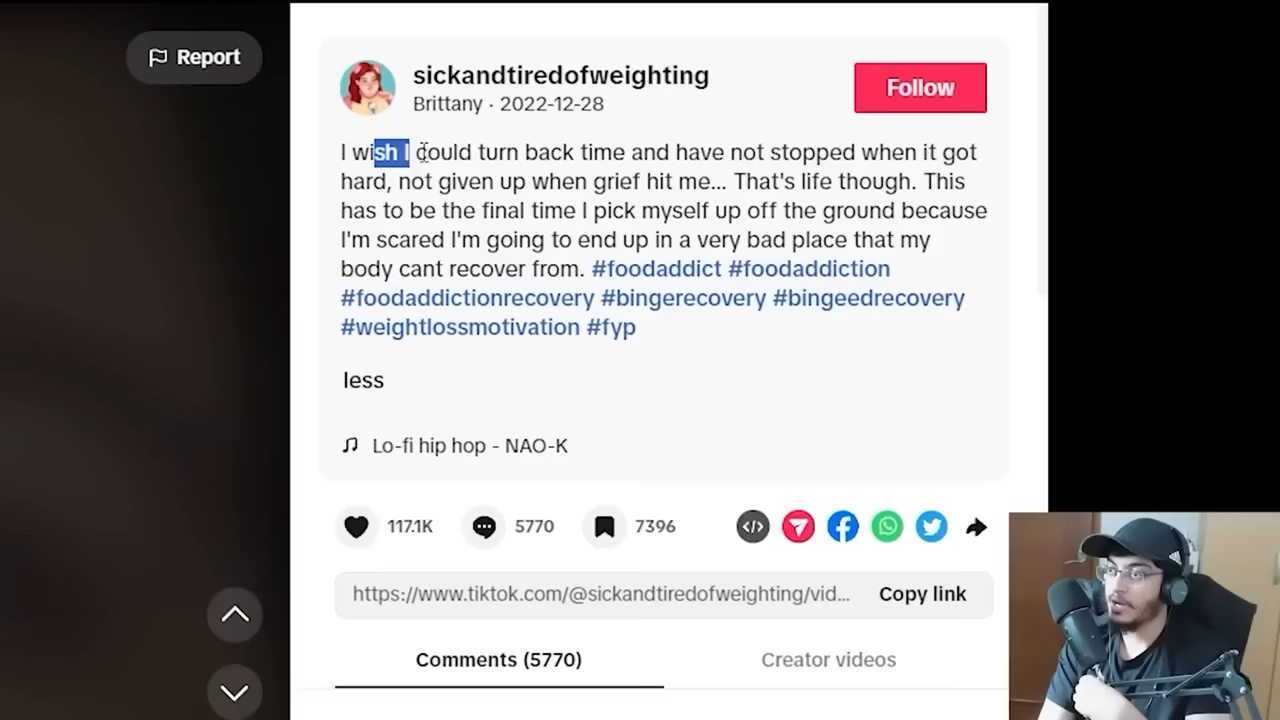 Report
sickandtiredofweighting
Brittany · 2022-12-28
Follow
I wish I could turn back time and have not stopped when it got
hard, not given up when grief hit me... That's life though. This
has to be the final time I pick myself up off the ground because
I'm scared I'm going to end up in a very bad place that my
body cant recover from. #foodaddict #foodaddiction
#foodaddictionrecovery #bingerecovery #bingeedrecovery
#weightlossmotivation #fyp
less
Lo-fi hip hop - NAO-K
117.1K
5770
7396
https://www.tiktok.com/@sickandtiredofweighting/vid...
Copy link
Comments (5770)
Creator videos